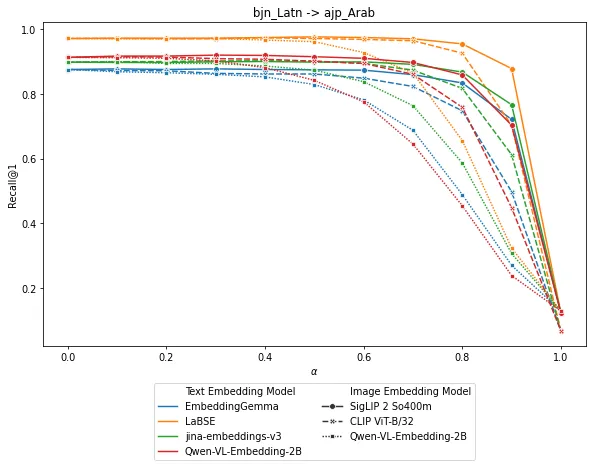 bjn_Latn -> ajp_Arab
1.0
0.8
0.6
0.4
0.2
Recall@1
0.0 0.2 0.4 0.6 0.8 1.0
α
Text Embedding Model Image Embedding Model
EmbeddingGemma SigLIP 2 So400m
LaBSE CLIP ViT-B/32
jina-embeddings-v3 Qwen-VL-Embedding-2B
Qwen-VL-Embedding-2B